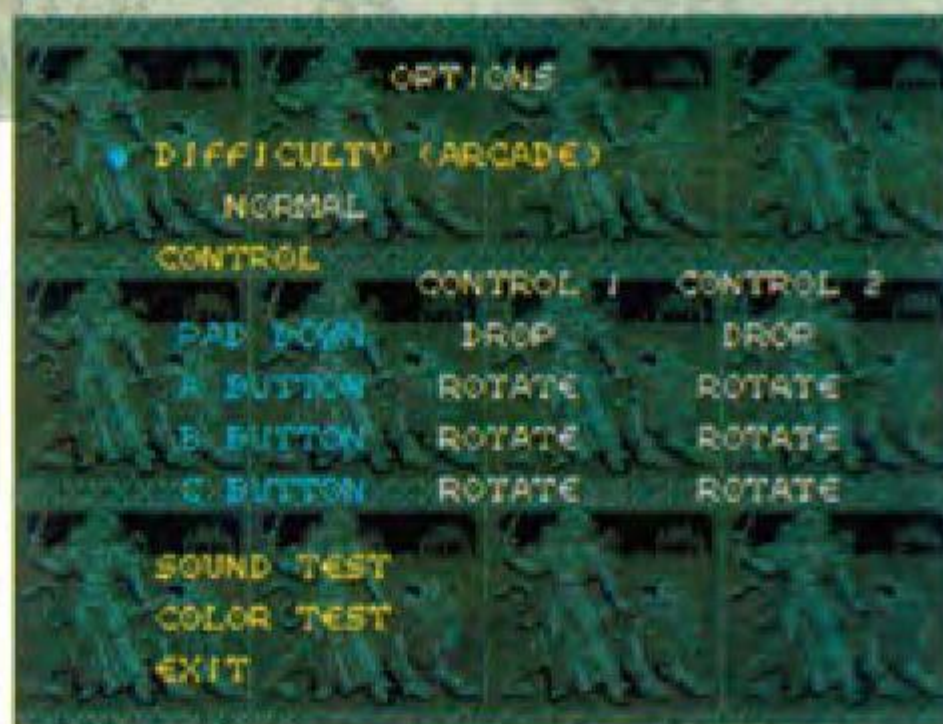 OPTIONS
DIFFICULTY (ARCADE)
NORMAL
CONTROL
CONTROL 1 CONTROL 2
PAD DOWN DROP DROP
A BUTTON ROTATE ROTATE
B BUTTON ROTATE ROTATE
C BUTTON ROTATE ROTATE
SOUND TEST
COLOR TEST
EXIT